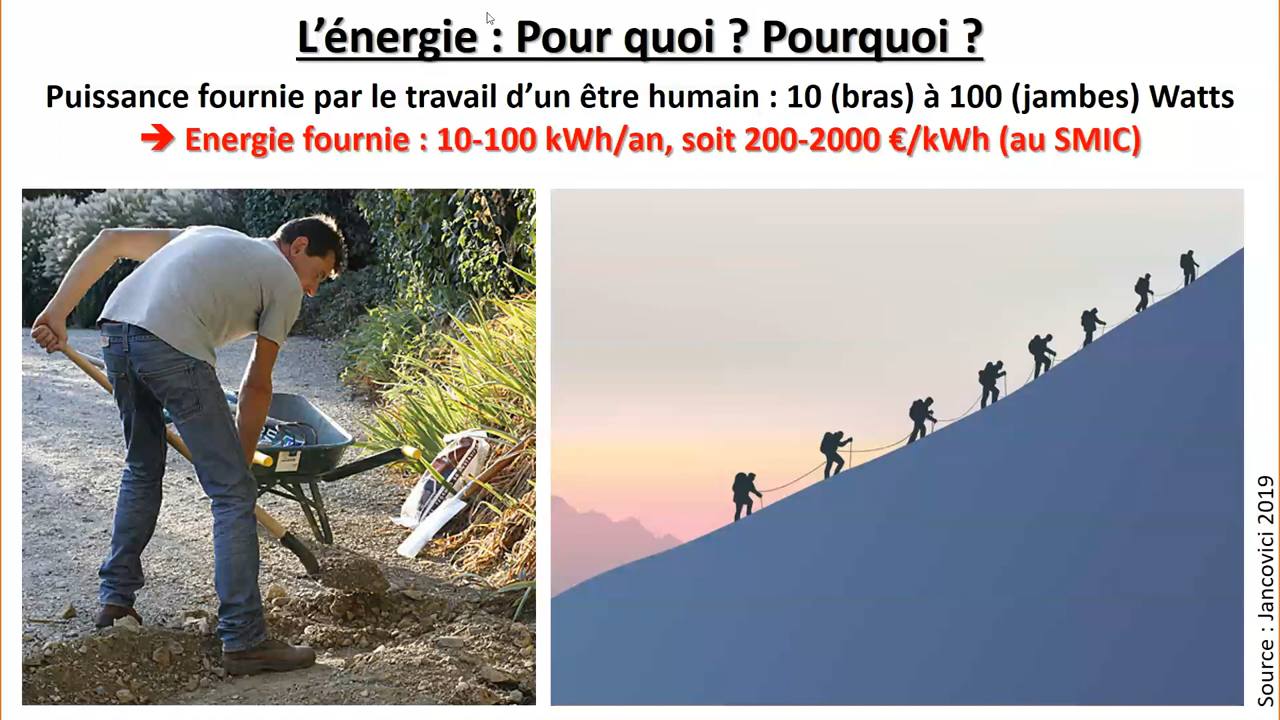 L’énergie : Pour quoi ? Pourquoi ?
Puissance fournie par le travail d’un être humain : 10 (bras) à 100 (jambes) Watts
➔ Energie fournie : 10-100 kWh/an, soit 200-2000 €/kWh (au SMIC)
Source : Jancovici 2019